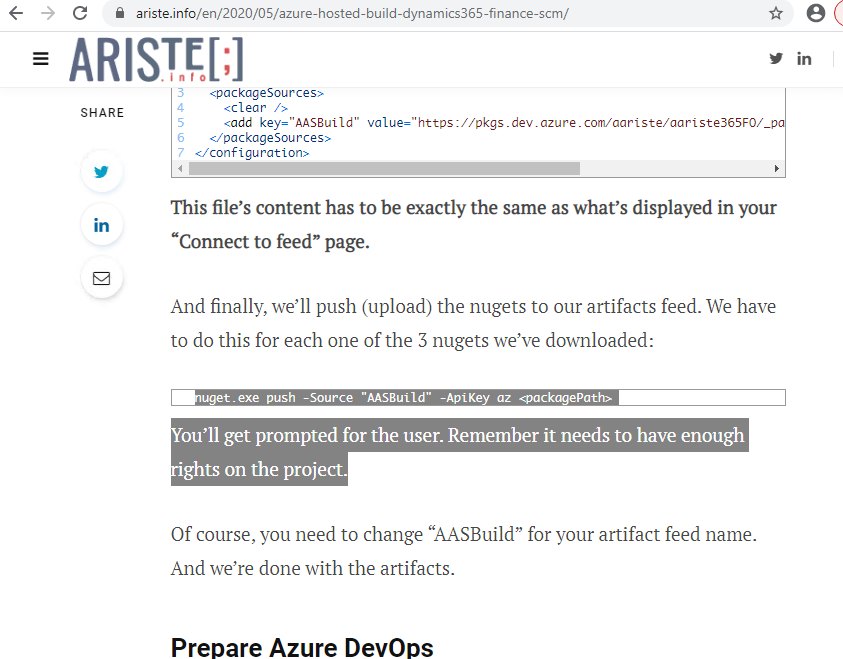 ariste.info/en/2020/05/azure-hosted-build-dynamics365-finance-scm/
ARISTE[;]
.info
SHARE
3 <packageSources>
4 <clear />
5 <add key="AASBuild" value="https://pkgs.dev.azure.com/aariste/aariste365FO/_pa
6 </packageSources>
7 </configuration>
This file’s content has to be exactly the same as what’s displayed in your
“Connect to feed” page.
And finally, we’ll push (upload) the nugets to our artifacts feed. We have
to do this for each one of the 3 nugets we’ve downloaded:
nuget.exe push -Source "AASBuild" -ApiKey az <packagePath>
You’ll get prompted for the user. Remember it needs to have enough
rights on the project.
Of course, you need to change “AASBuild” for your artifact feed name.
And we’re done with the artifacts.
Prepare Azure DevOps